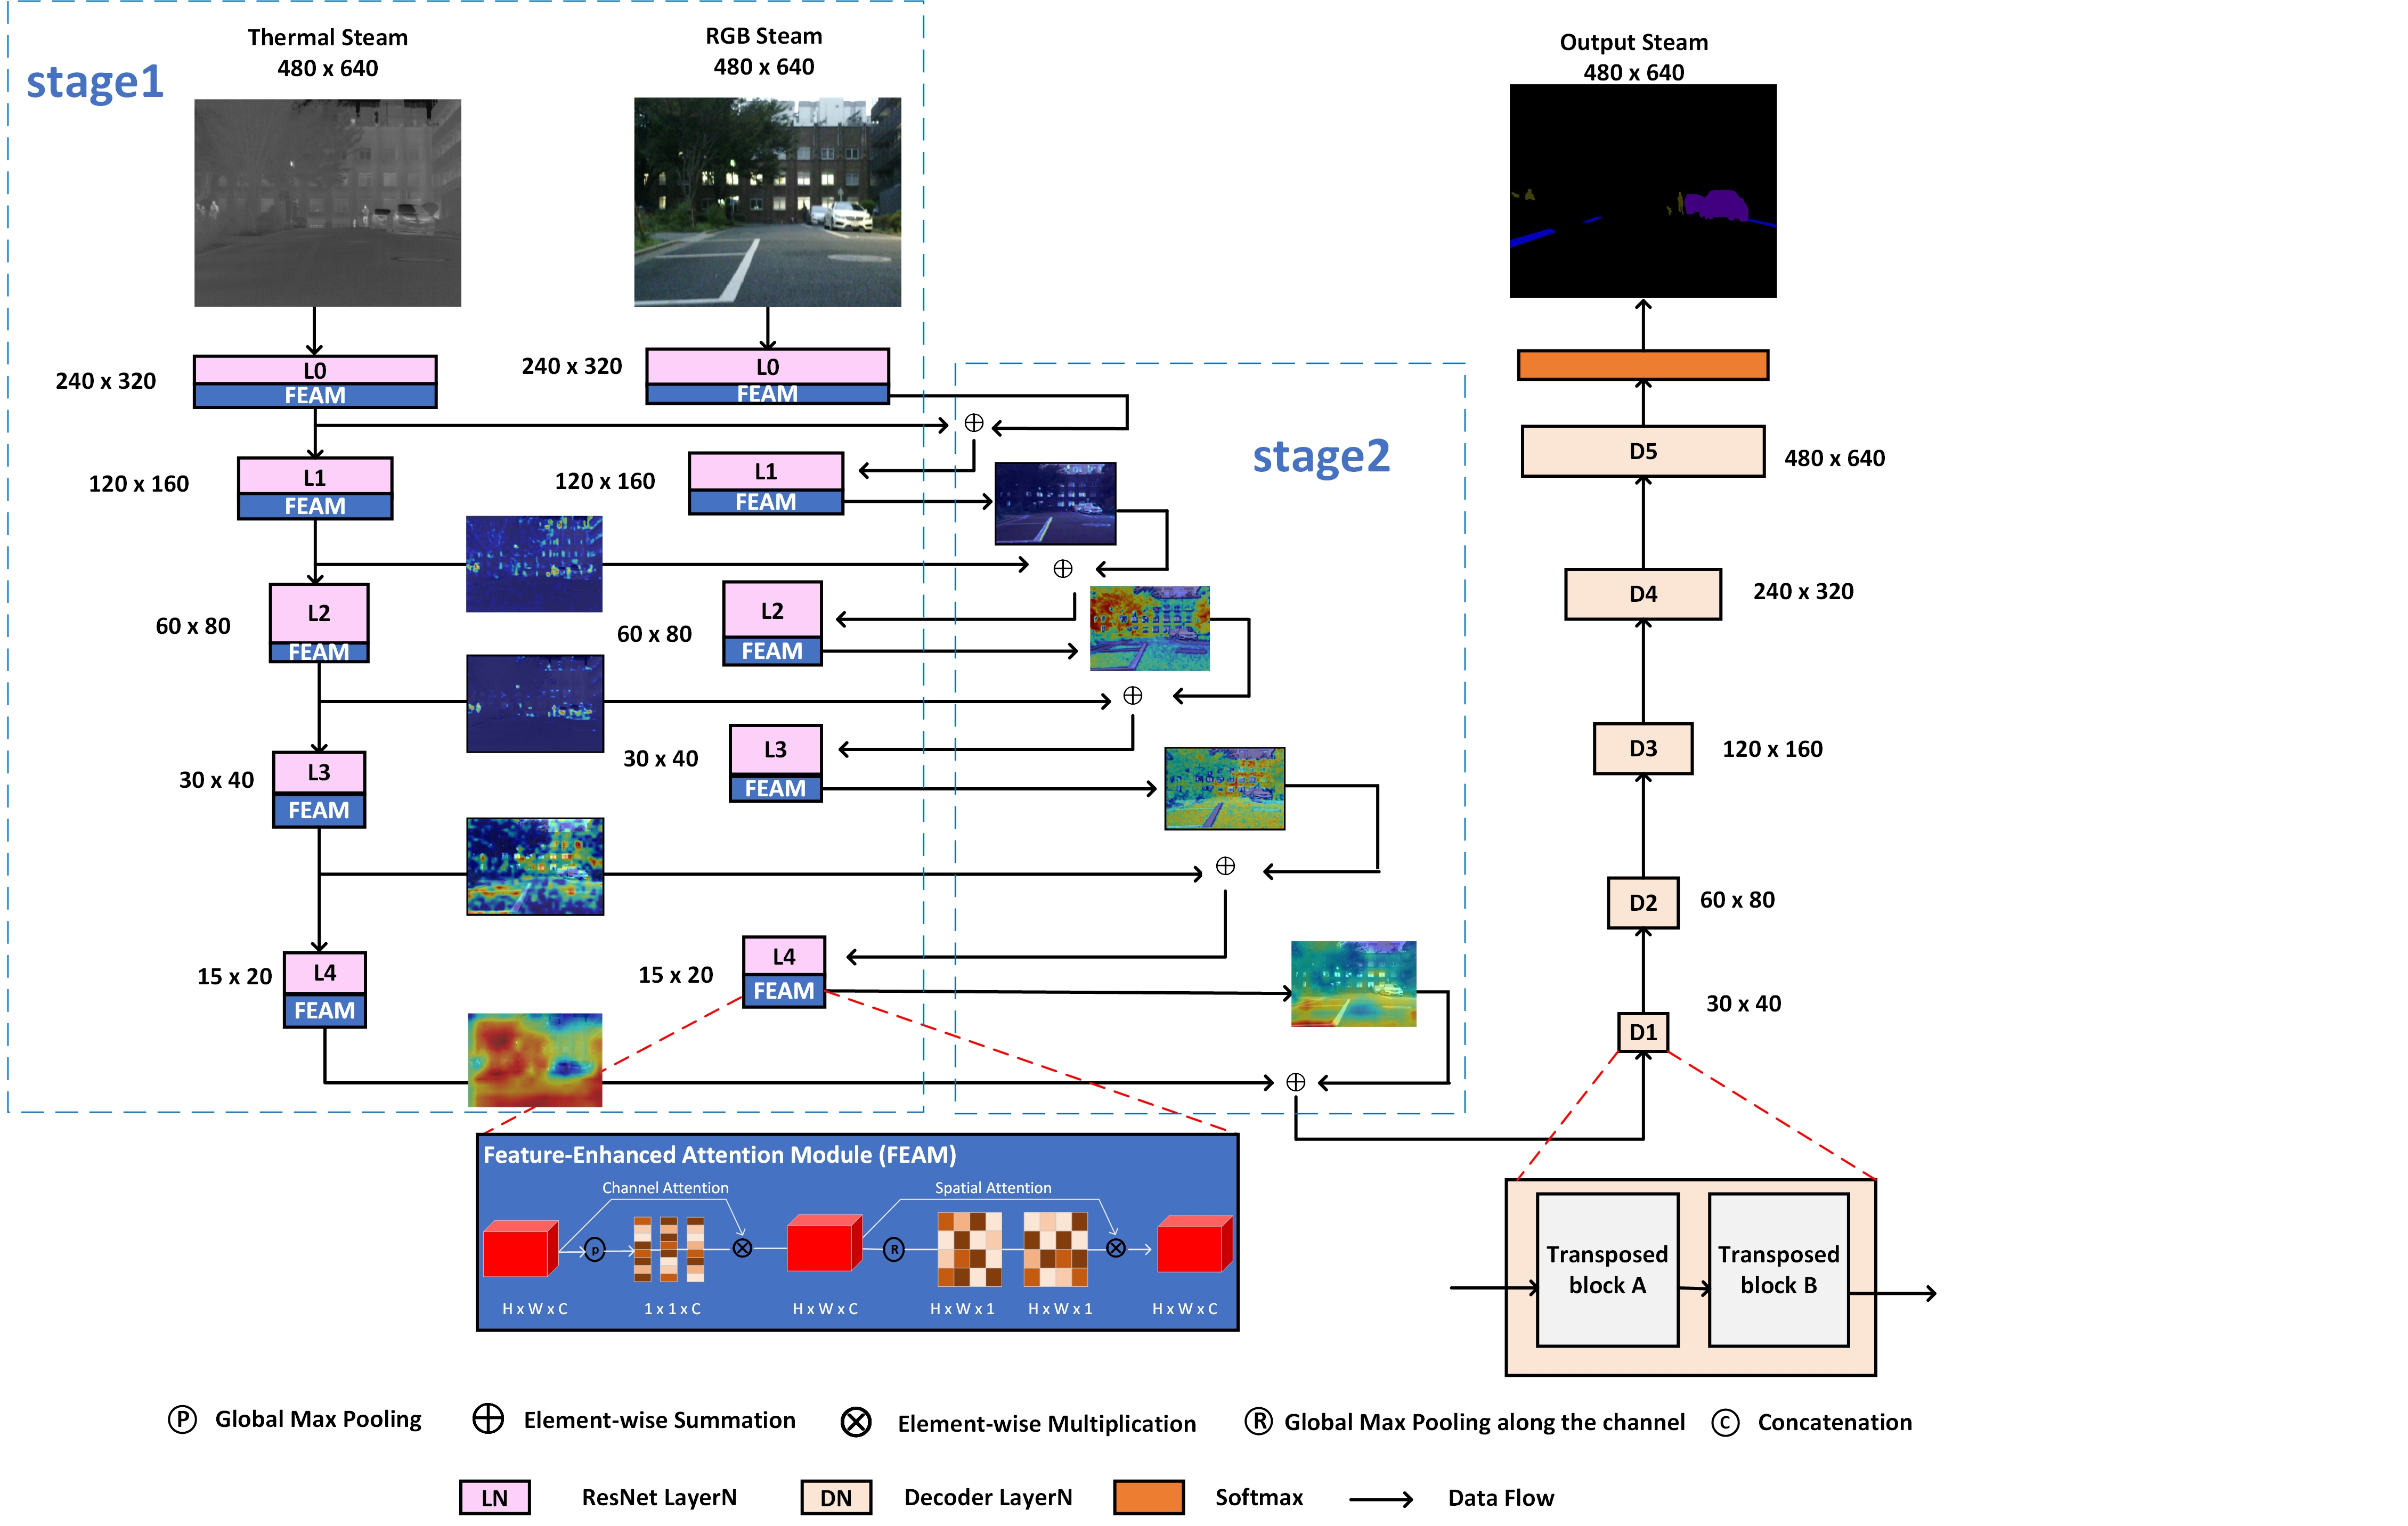 stage1
Thermal Steam
480 x 640
RGB Steam
480 x 640
Output Steam
480 x 640
240 x 320
L0
FEAM
240 x 320
L0
FEAM
stage2
D5
480 x 640
120 x 160
L1
FEAM
120 x 160
L1
FEAM
60 x 80
L2
FEAM
60 x 80
L2
FEAM
D4
240 x 320
30 x 40
L3
FEAM
30 x 40
L3
FEAM
D3
120 x 160
D2
60 x 80
15 x 20
L4
FEAM
15 x 20
L4
FEAM
D1
30 x 40
Feature-Enhanced Attention Module (FEAM)
Channel Attention
Spatial Attention
p
R
H x W x C
1 x 1 x C
H x W x C
H x W x 1
H x W x 1
H x W x C
Transposed
block A
Transposed
block B
P Global Max Pooling
Element-wise Summation
Element-wise Multiplication
R Global Max Pooling along the channel
C Concatenation
LN ResNet LayerN
DN Decoder LayerN
Softmax
Data Flow